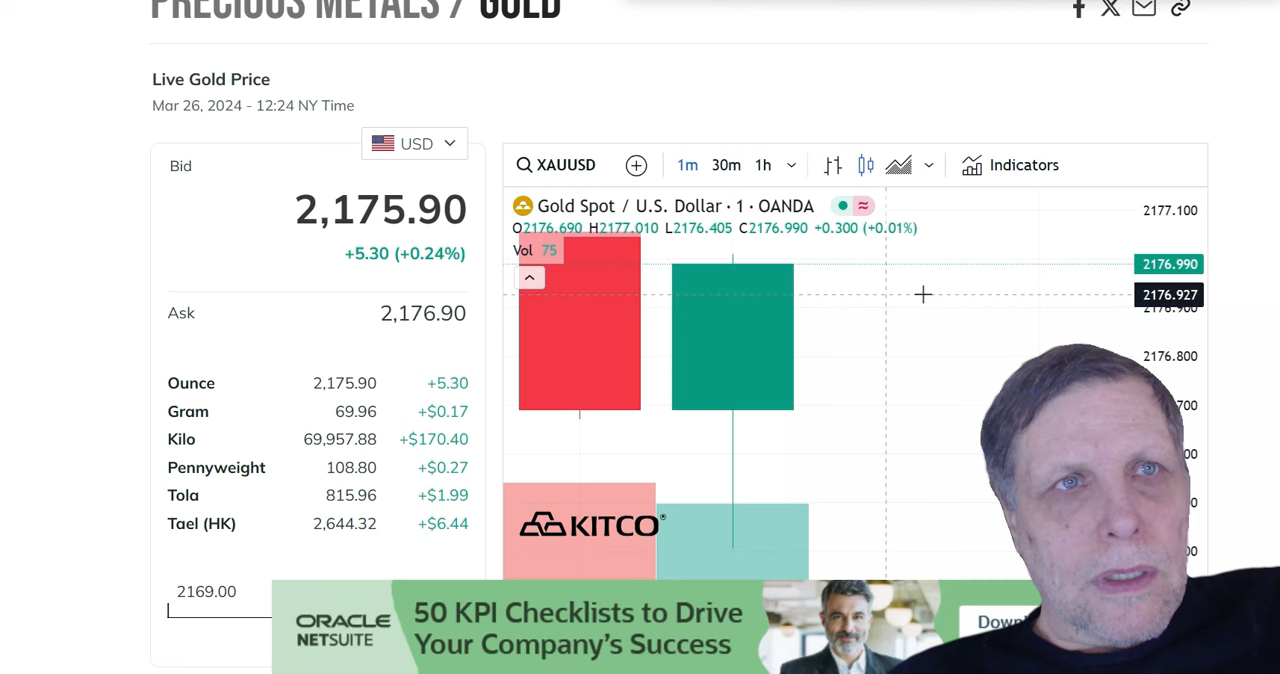 PRECIOUS METALS / GOLD
Live Gold Price
Mar 26, 2024 - 12:24 NY Time
USD
Bid
2,175.90
+5.30 (+0.24%)
Ask 2,176.90
Ounce 2,175.90 +5.30
Gram 69.96 +$0.17
Kilo 69,957.88 +$170.40
Pennyweight 108.80 +$0.27
Tola 815.96 +$1.99
Tael (HK) 2,644.32 +$6.44
2169.00
XAUUSD 1m 30m 1h Indicators
Gold Spot / U.S. Dollar · 1 · OANDA
O2176.690 H2177.010 L2176.405 C2176.990 +0.300 (+0.01%)
Vol 75
2177.100
2176.990
2176.927
2176.900
2176.800
KITCO®
ORACLE
NETSUITE
50 KPI Checklists to Drive
Your Company's Success